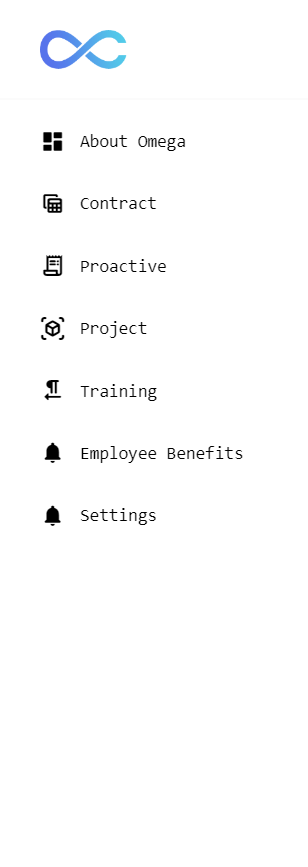 About Omega
Contract
Proactive
Project
Training
Employee Benefits
Settings